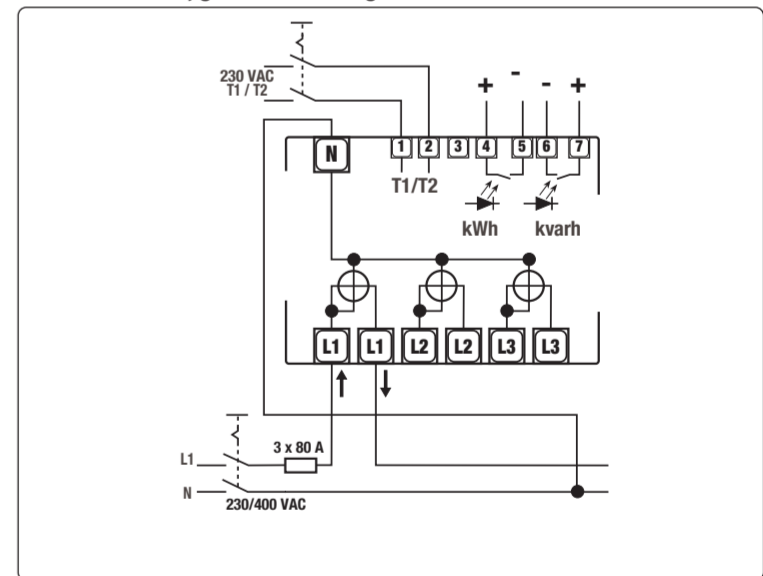 230 VAC
T1 / T2
+ - - +
N 1 2 3 4 5 6 7
T1/T2
kWh kvarh
L1 L1 L2 L2 L3 L3
3 x 80 A
L1
N
230/400 VAC